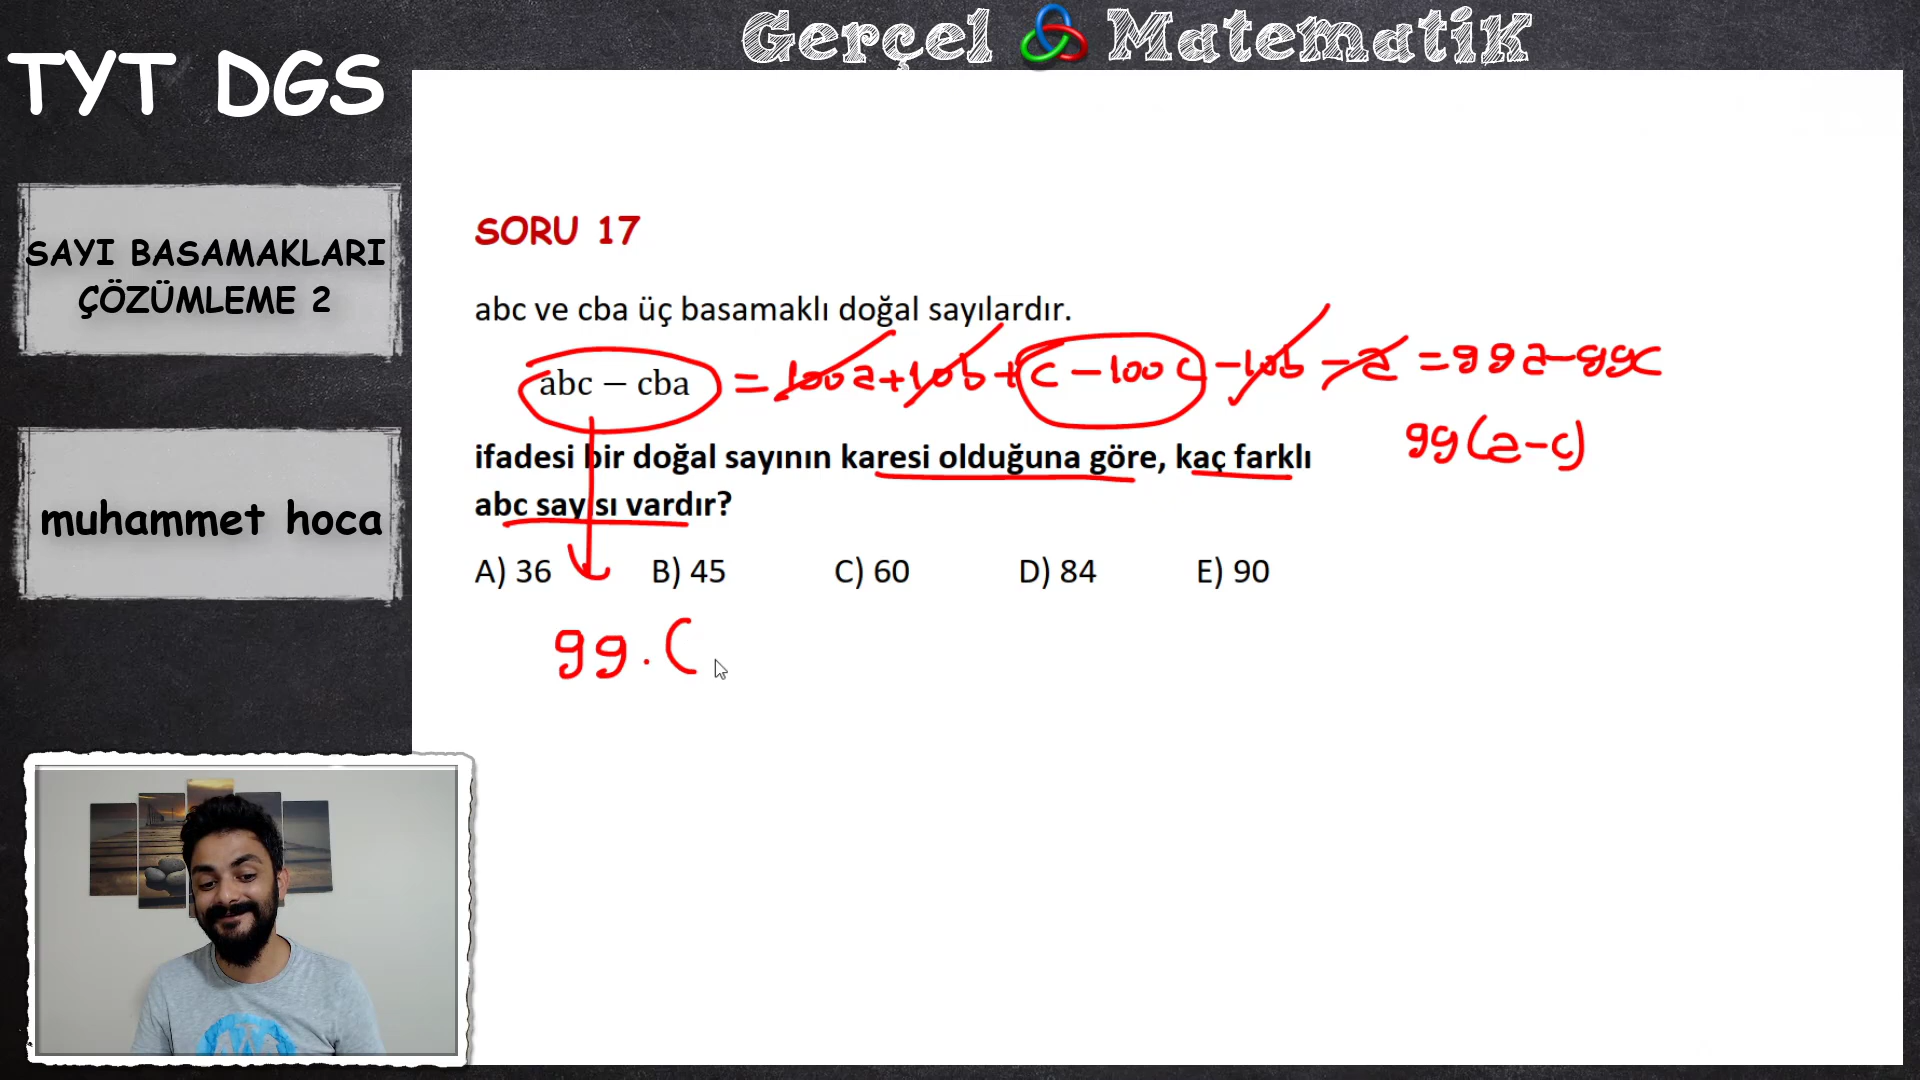 Gerçel Matematik
TYT DGS
SAYI BASAMAKLARI
ÇÖZÜMLEME 2
muhammet hoca
SORU 17
abc ve cba üç basamaklı doğal sayılardır.
abc − cba = 100a+10b+c−100c−10b−a =99a−99c
99(a−c)
ifadesi bir doğal sayının karesi olduğuna göre, kaç farklı
abc sayısı vardır?
A) 36 B) 45 C) 60 D) 84 E) 90
99.(